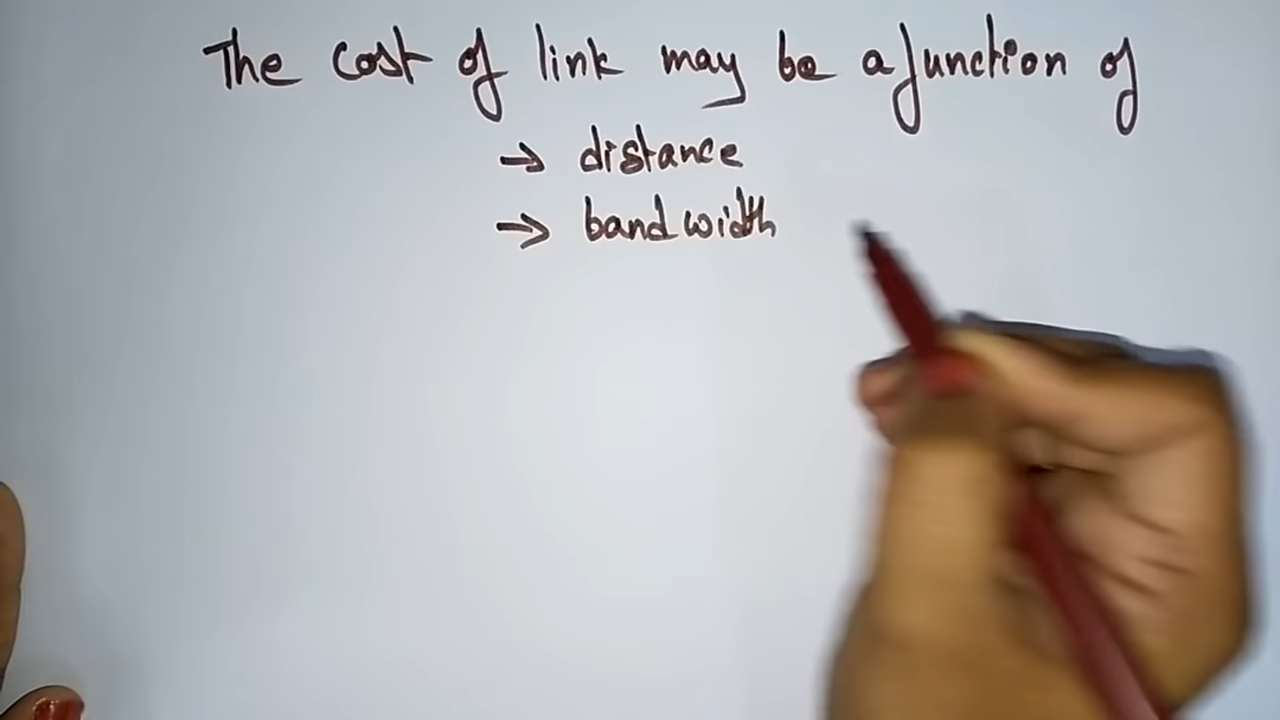 The cost of link may be a function of
→ distance
→ bandwidth